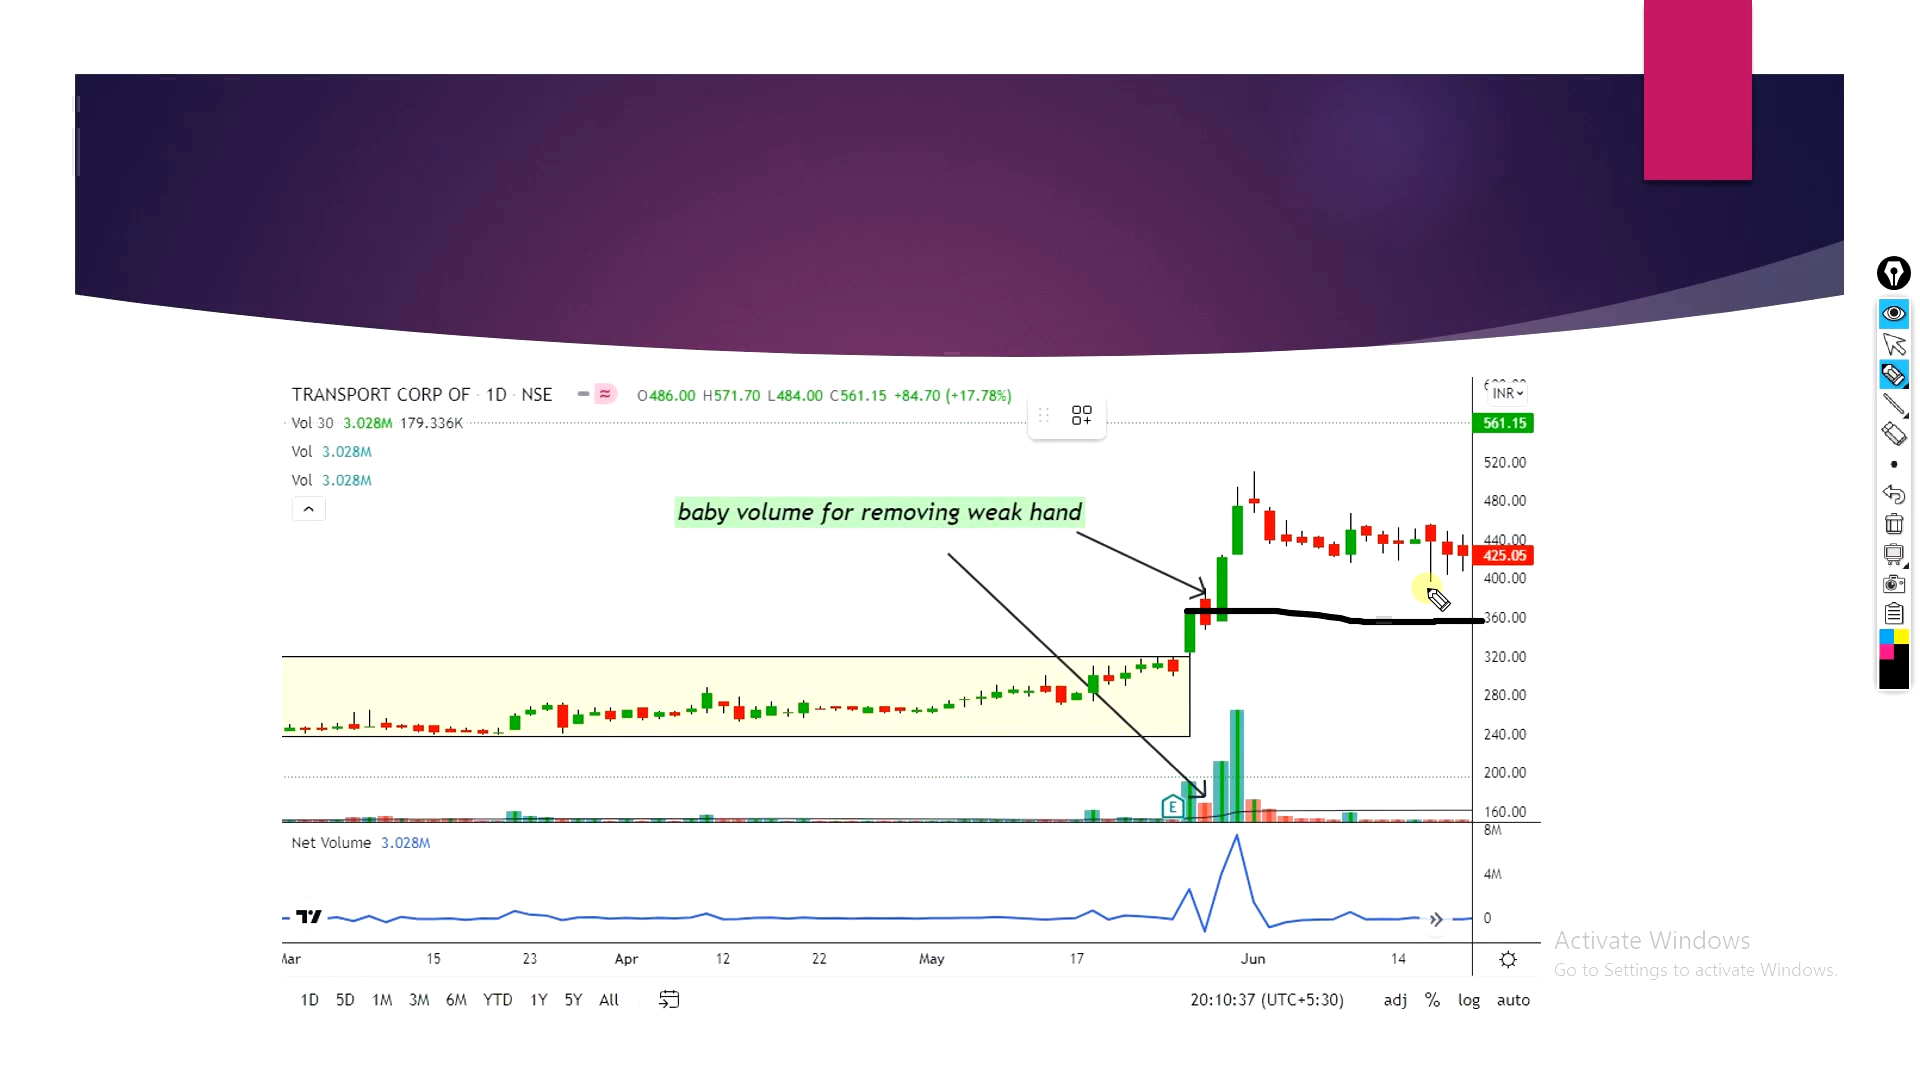 TRANSPORT CORP OF · 1D · NSE
O486.00 H571.70 L484.00 C561.15 +84.70 (+17.78%)
INR
Vol 30 3.028M 179.336K
561.15
Vol 3.028M
520.00
Vol 3.028M
480.00
baby volume for removing weak hand
440.00
425.05
400.00
360.00
320.00
280.00
240.00
200.00
E
160.00
8M
Net Volume 3.028M
4M
0
Mar 15 23 Apr 12 22 May 17 Jun 14
Activate Windows
Go to Settings to activate Windows.
1D 5D 1M 3M 6M YTD 1Y 5Y All
20:10:37 (UTC+5:30) adj % log auto